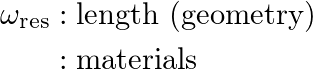 ω_res : length (geometry)
: materials